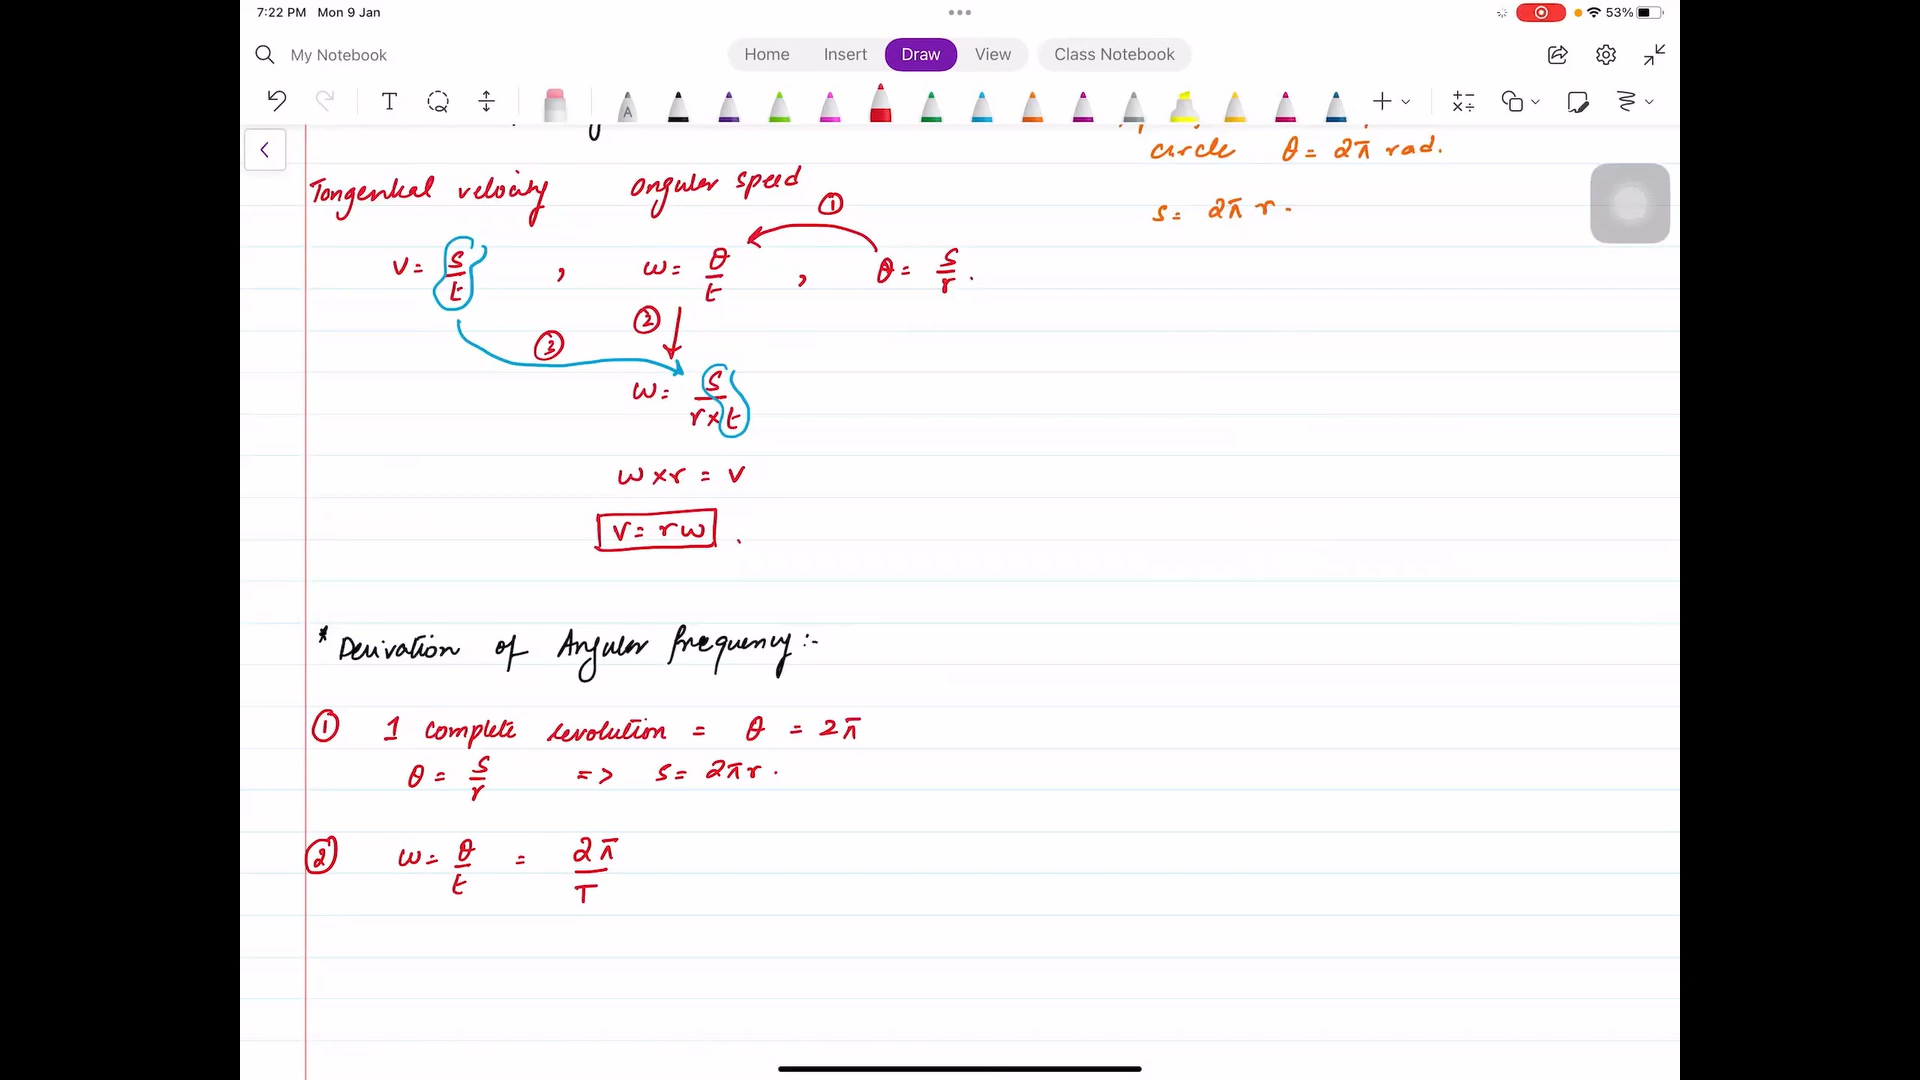 7:22 PM Mon 9 Jan
53%
My Notebook
Home Insert Draw View Class Notebook
circle θ = 2π rad.
Tangential velocity Angular speed
①
s = 2π r.
v = s/t , ω = θ/t , θ = s/r.
②
③
ω = s/(r×t)
ω×r = v
v = rω.
* Derivation of Angular frequency :-
① 1 complete revolution = θ = 2π
θ = s/r => s = 2πr.
② ω = θ/t = 2π/T